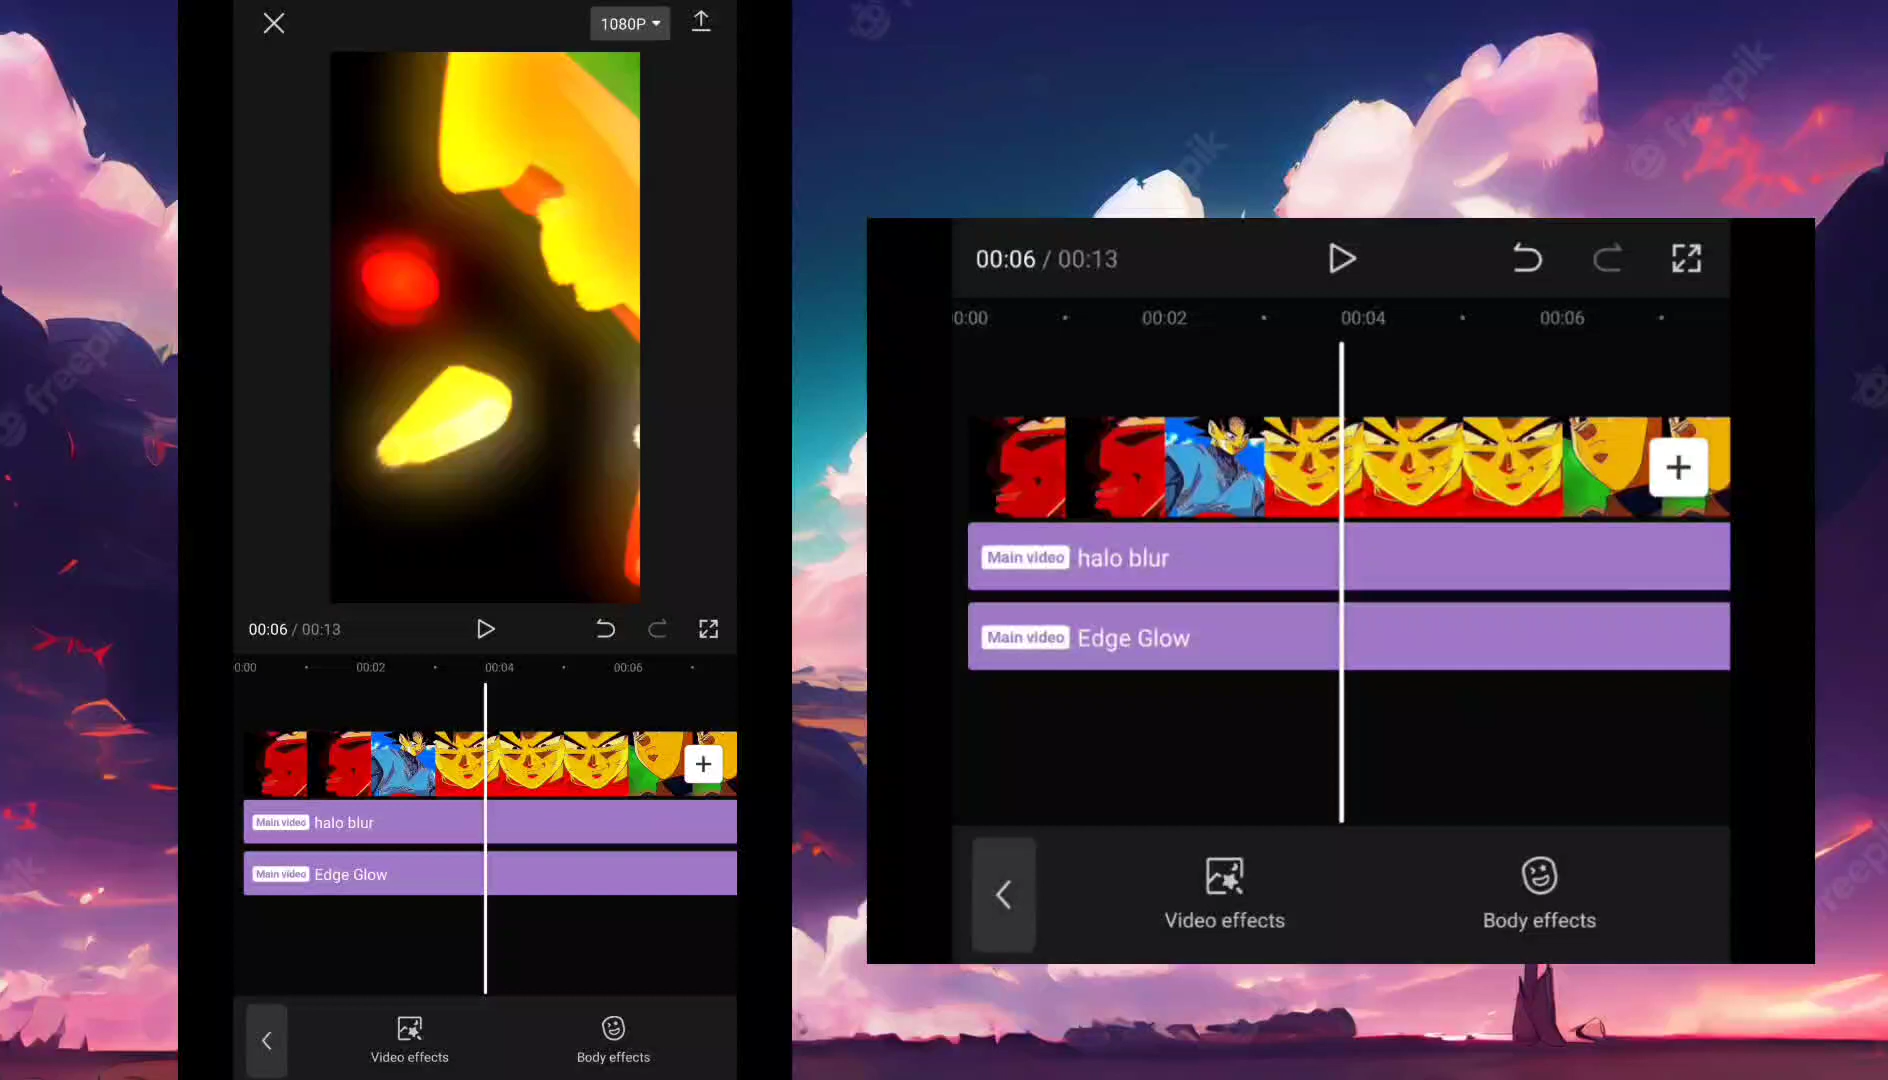 1080P
00:06 / 00:13
0:00 00:02 00:04 00:06
Main video halo blur
Main video Edge Glow
Video effects Body effects
00:06 / 00:13
0:00 00:02 00:04 00:06
Main video halo blur
Main video Edge Glow
Video effects Body effects
freepik
freepik